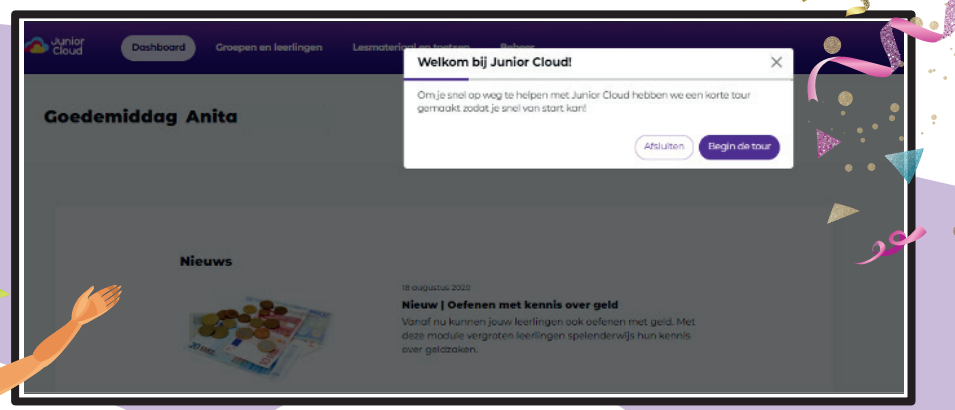 Junior
Cloud
Dashboard
Groepen en leerlingen
Lesmateriaal en toetsen
Beheer
Welkom bij Junior Cloud!
Om je snel op weg te helpen met Junior Cloud hebben we een korte tour
gemaakt zodat je snel van start kan!
Afsluiten
Begin de tour
Goedemiddag Anita
Nieuws
18 augustus 2020
Nieuw | Oefenen met kennis over geld
Vanaf nu kunnen jouw leerlingen ook oefenen met geld. Met
deze module vergroten leerlingen spelenderwijs hun kennis
over geldzaken.
20 EURO